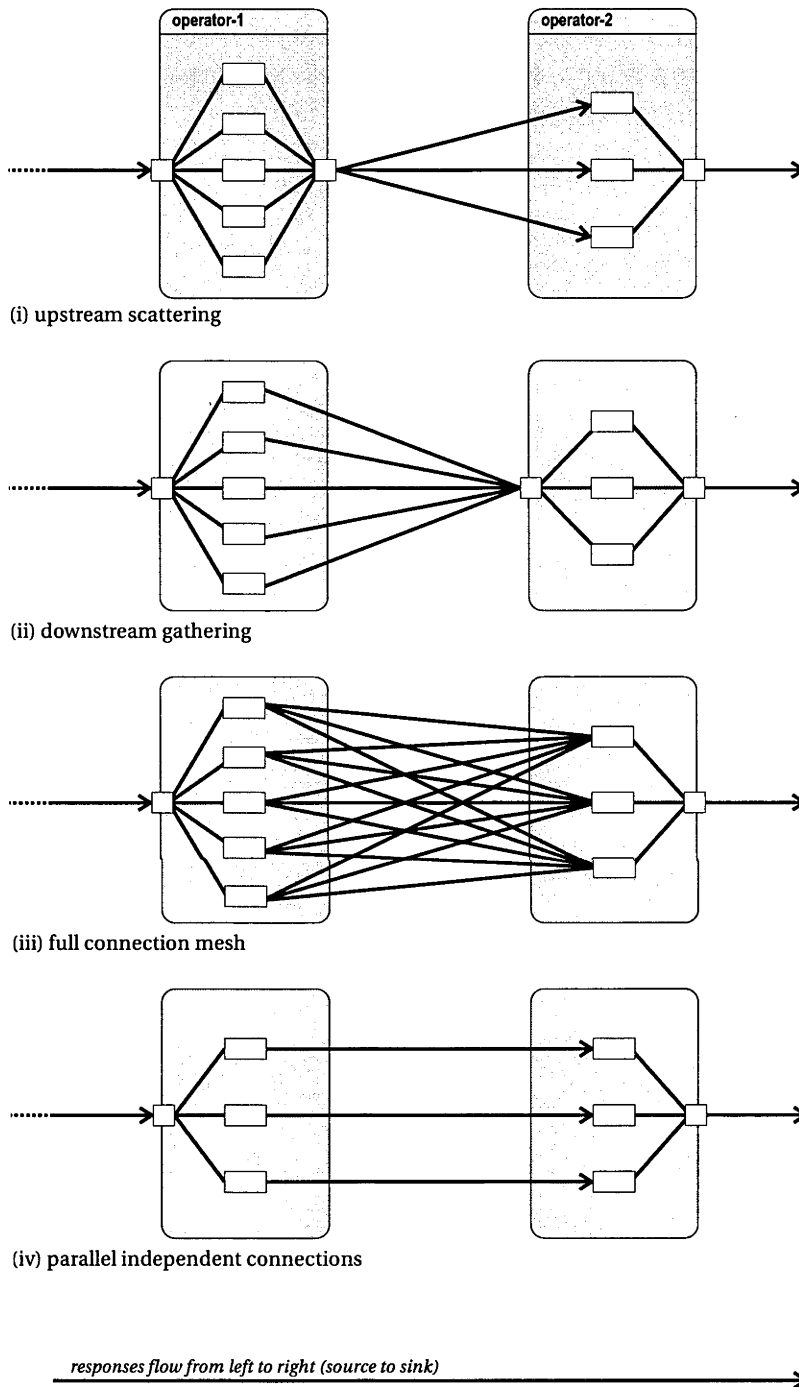 operator-1
operator-2
(i) upstream scattering
(ii) downstream gathering
(iii) full connection mesh
(iv) parallel independent connections
responses flow from left to right (source to sink)